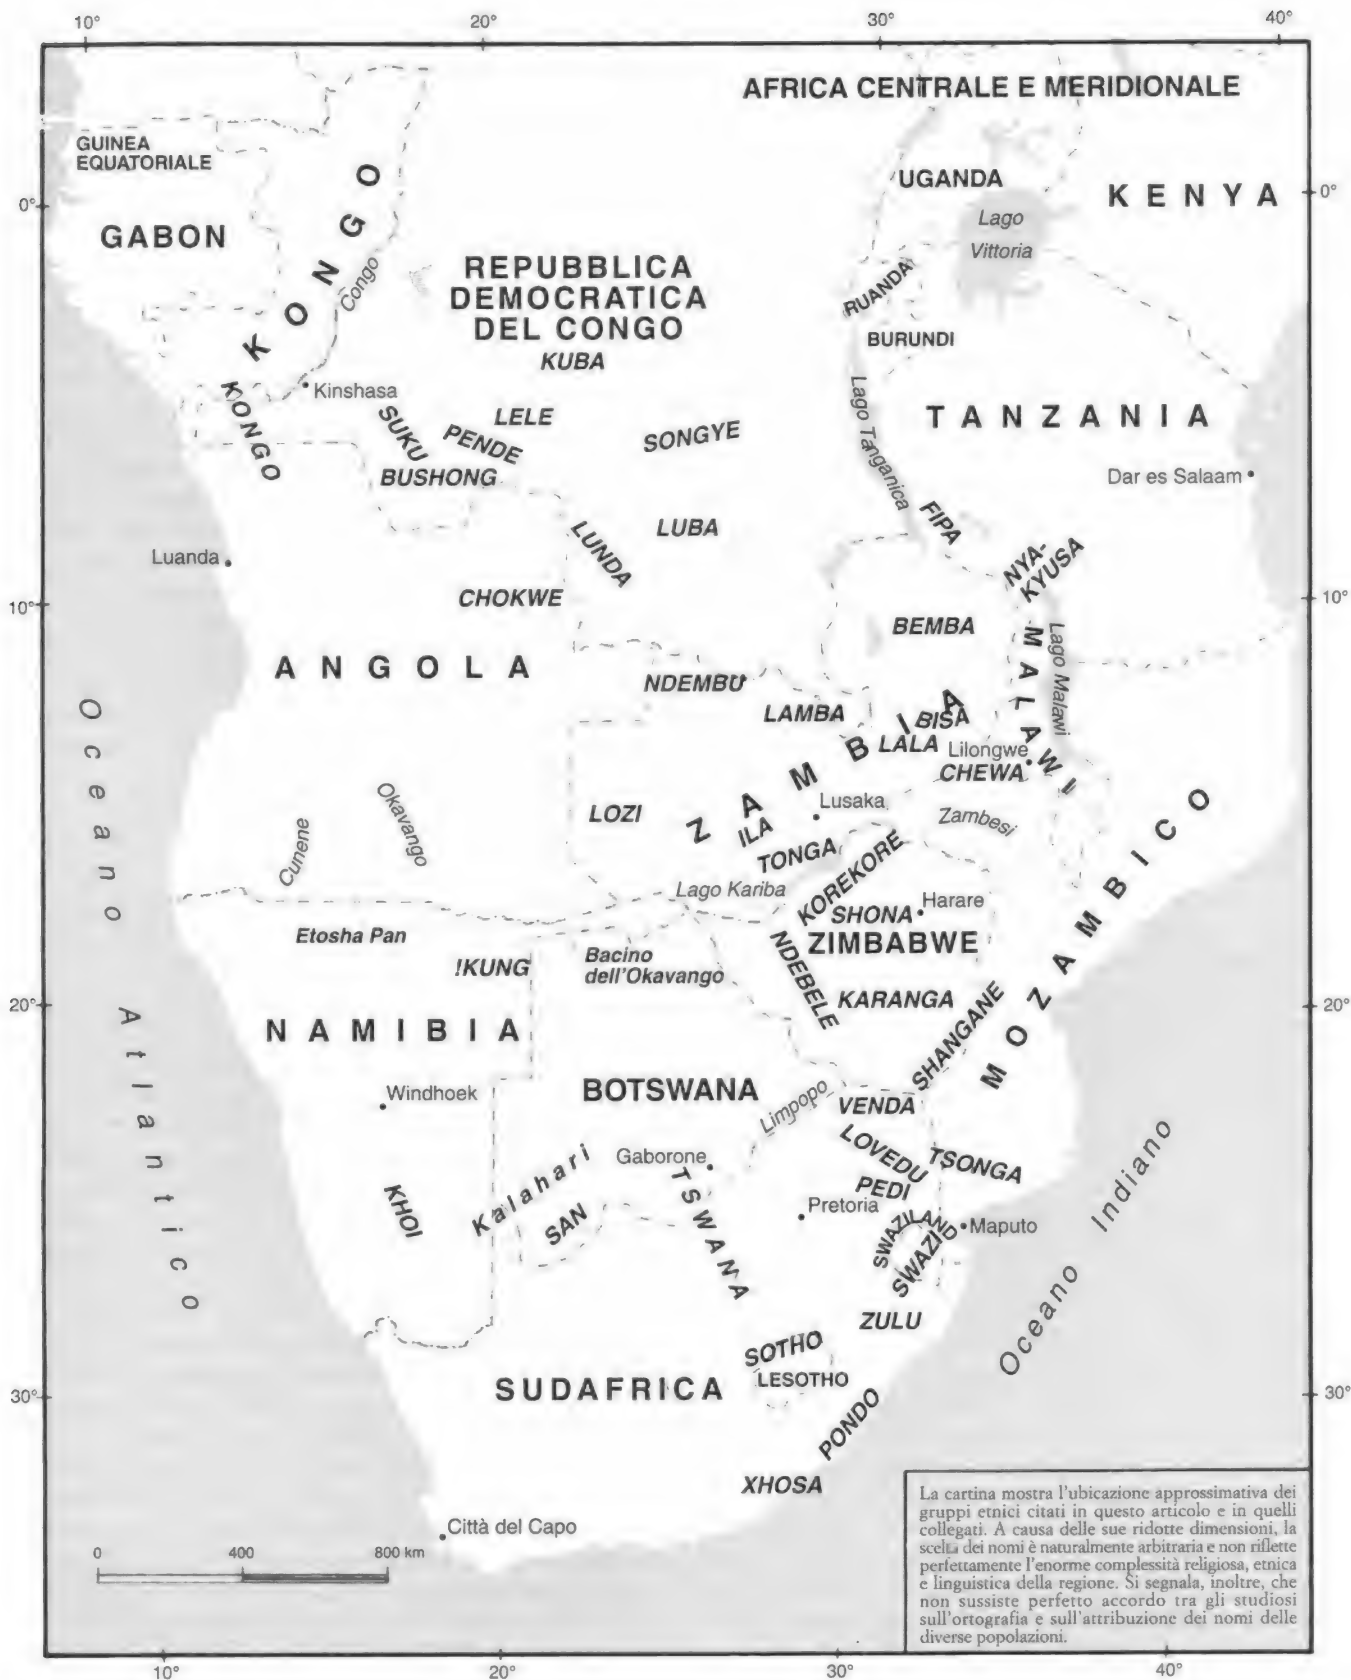 10°
20°
30°
40°
AFRICA CENTRALE E MERIDIONALE
GUINEA
EQUATORIALE
UGANDA
KENYA
0°
0°
GABON
KONGO
Congo
Lago
Vittoria
REPUBBLICA
DEMOCRATICA
DEL CONGO
RUANDA
BURUNDI
KUBA
Kinshasa
KONGO
SUKU
PENDE
LELE
SONGYE
BUSHONG
Lago Tanganica
TANZANIA
Dar es Salaam
FIPA
LUBA
LUNDA
Luanda
CHOKWE
NYA-
KYUSA
10°
10°
BEMBA
MALAWI
Lago Malawi
ANGOLA
NDEMBU
LAMBA
BISA
LALA
Lilongwe
CHEWA
ZAMBIA
Oceano Atlantico
Cunene
Okavango
LOZI
ILA
Lusaka
Zambesi
TONGA
MOZAMBICO
Lago Kariba
KOREKORE
Harare
SHONA
ZIMBABWE
Etosha Pan
!KUNG
Bacino
dell'Okavango
NDEBELE
KARANGA
20°
20°
NAMIBIA
SHANGANE
Windhoek
BOTSWANA
Limpopo
VENDA
LOVEDU
TSONGA
Gaborone
Kalahari
KHOI
SAN
TSWANA
PEDI
Pretoria
SWAZILAND
SWAZI
Maputo
Oceano Indiano
ZULU
SOTHO
LESOTHO
SUDAFRICA
30°
30°
PONDO
XHOSA
Città del Capo
0
400
800 km
La cartina mostra l'ubicazione approssimativa dei
gruppi etnici citati in questo articolo e in quelli
collegati. A causa delle sue ridotte dimensioni, la
scelta dei nomi è naturalmente arbitraria e non riflette
perfettamente l'enorme complessità religiosa, etnica
e linguistica della regione. Si segnala, inoltre, che
non sussiste perfetto accordo tra gli studiosi
sull'ortografia e sull'attribuzione dei nomi delle
diverse popolazioni.
10°
20°
30°
40°